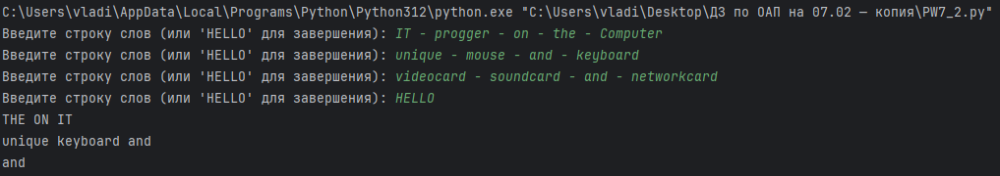 C:\Users\vladi\AppData\Local\Programs\Python\Python312\python.exe "C:\Users\vladi\Desktop\ДЗ по ОАП на 07.02 — копия\PW7_2.py"
Введите строку слов (или 'HELLO' для завершения): IT - progger - on - the - Computer
Введите строку слов (или 'HELLO' для завершения): unique - mouse - and - keyboard
Введите строку слов (или 'HELLO' для завершения): videocard - soundcard - and - networkcard
Введите строку слов (или 'HELLO' для завершения): HELLO
THE ON IT
unique keyboard and
and